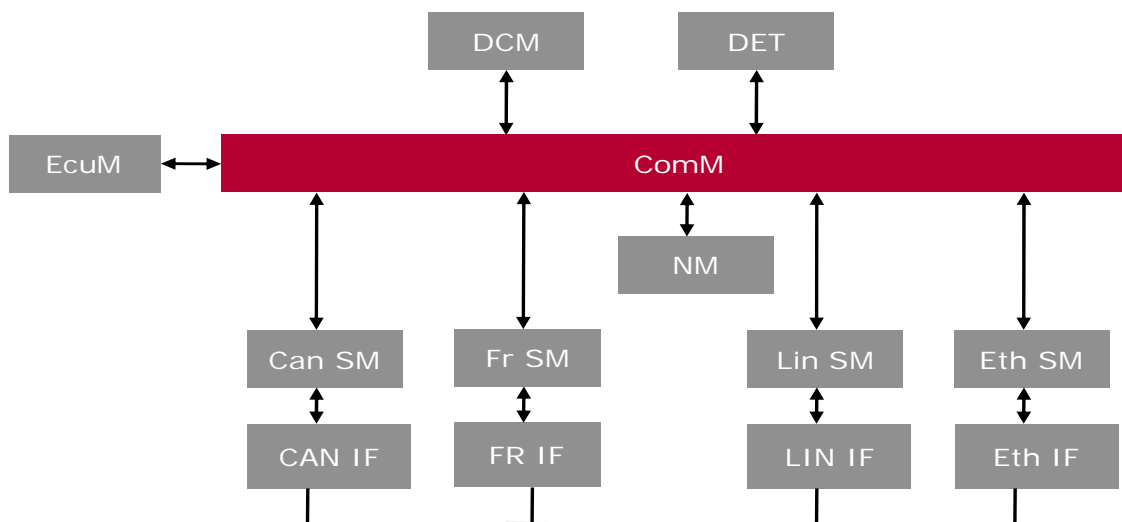 DCM
DET
EcuM
ComM
NM
Can SM
Fr SM
Lin SM
Eth SM
CAN IF
FR IF
LIN IF
Eth IF